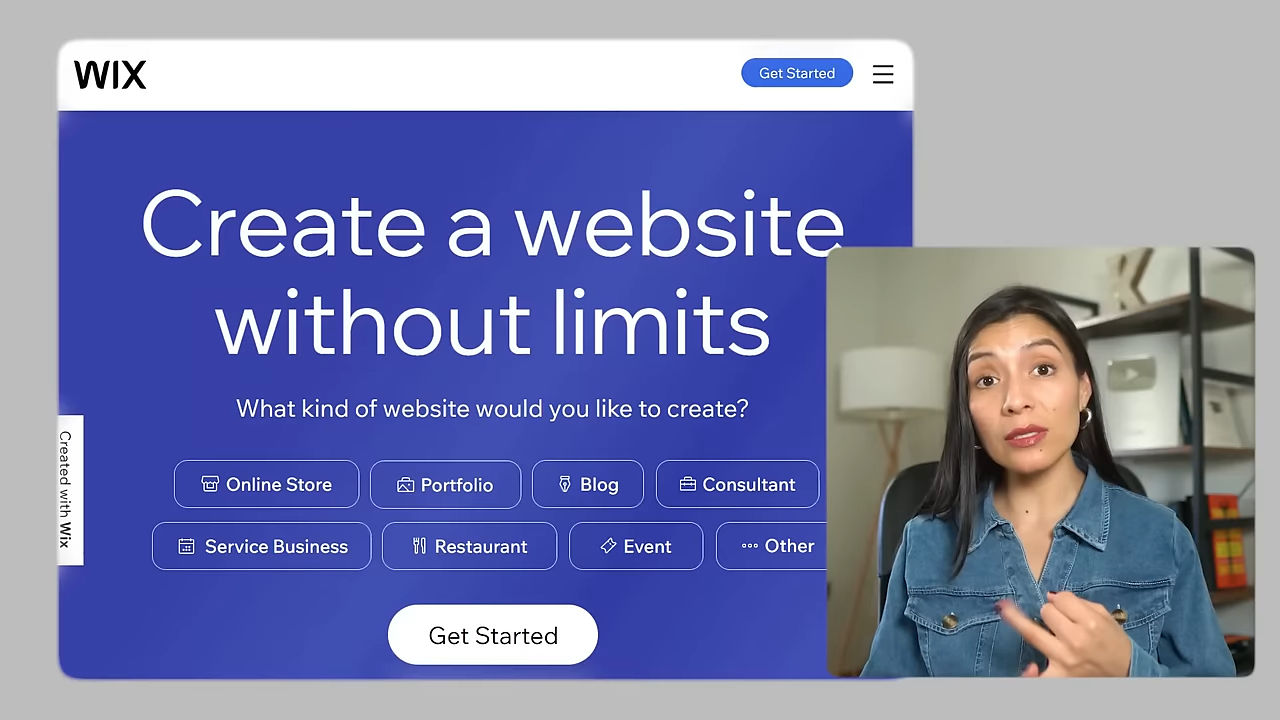 WIX
Get Started
Create a website
without limits
What kind of website would you like to create?
Online Store
Portfolio
Blog
Consultant
Service Business
Restaurant
Event
Other
Get Started
Created with Wix